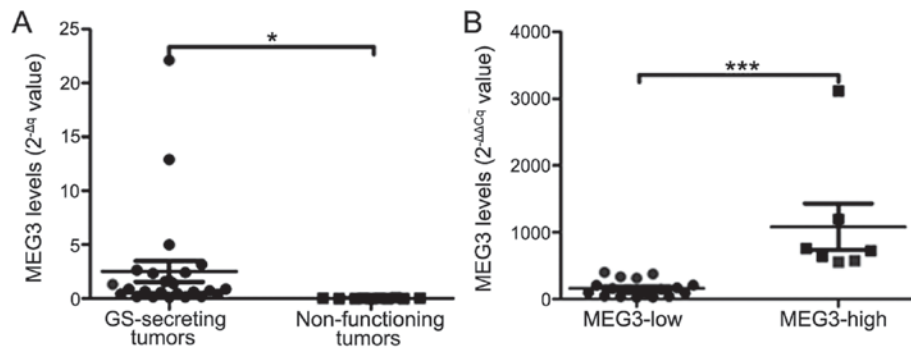 A
B
MEG3 levels (2-Δq value)
25
20
15
10
5
0
*
GS-secreting
tumors
Non-functioning
tumors
MEG3 levels (2-ΔΔCq value)
4000
3000
2000
1000
0
***
MEG3-low
MEG3-high